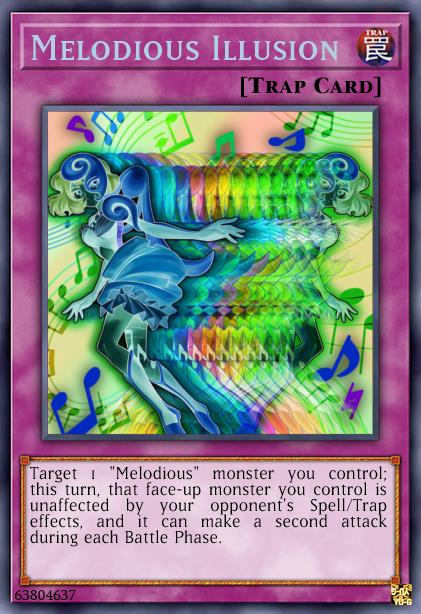 Melodious Illusion
TRAP
罠
[Trap Card]
Target 1 "Melodious" monster you control;
this turn, that face-up monster you control is
unaffected by your opponent's Spell/Trap
effects, and it can make a second attack
during each Battle Phase.
63804637